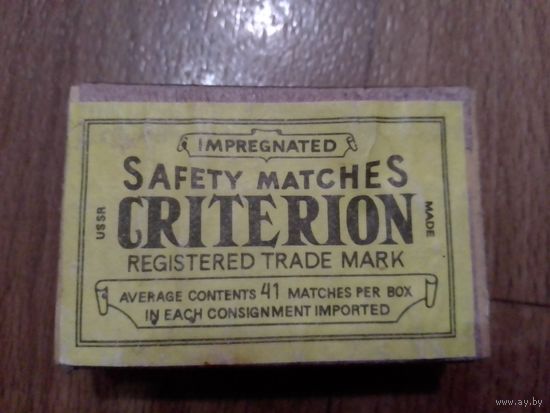 IMPREGNATED
SAFETY MATCHES
USSR
CRITERION
MADE
REGISTERED TRADE MARK
AVERAGE CONTENTS 41 MATCHES PER BOX
IN EACH CONSIGNMENT IMPORTED
www.ay.by